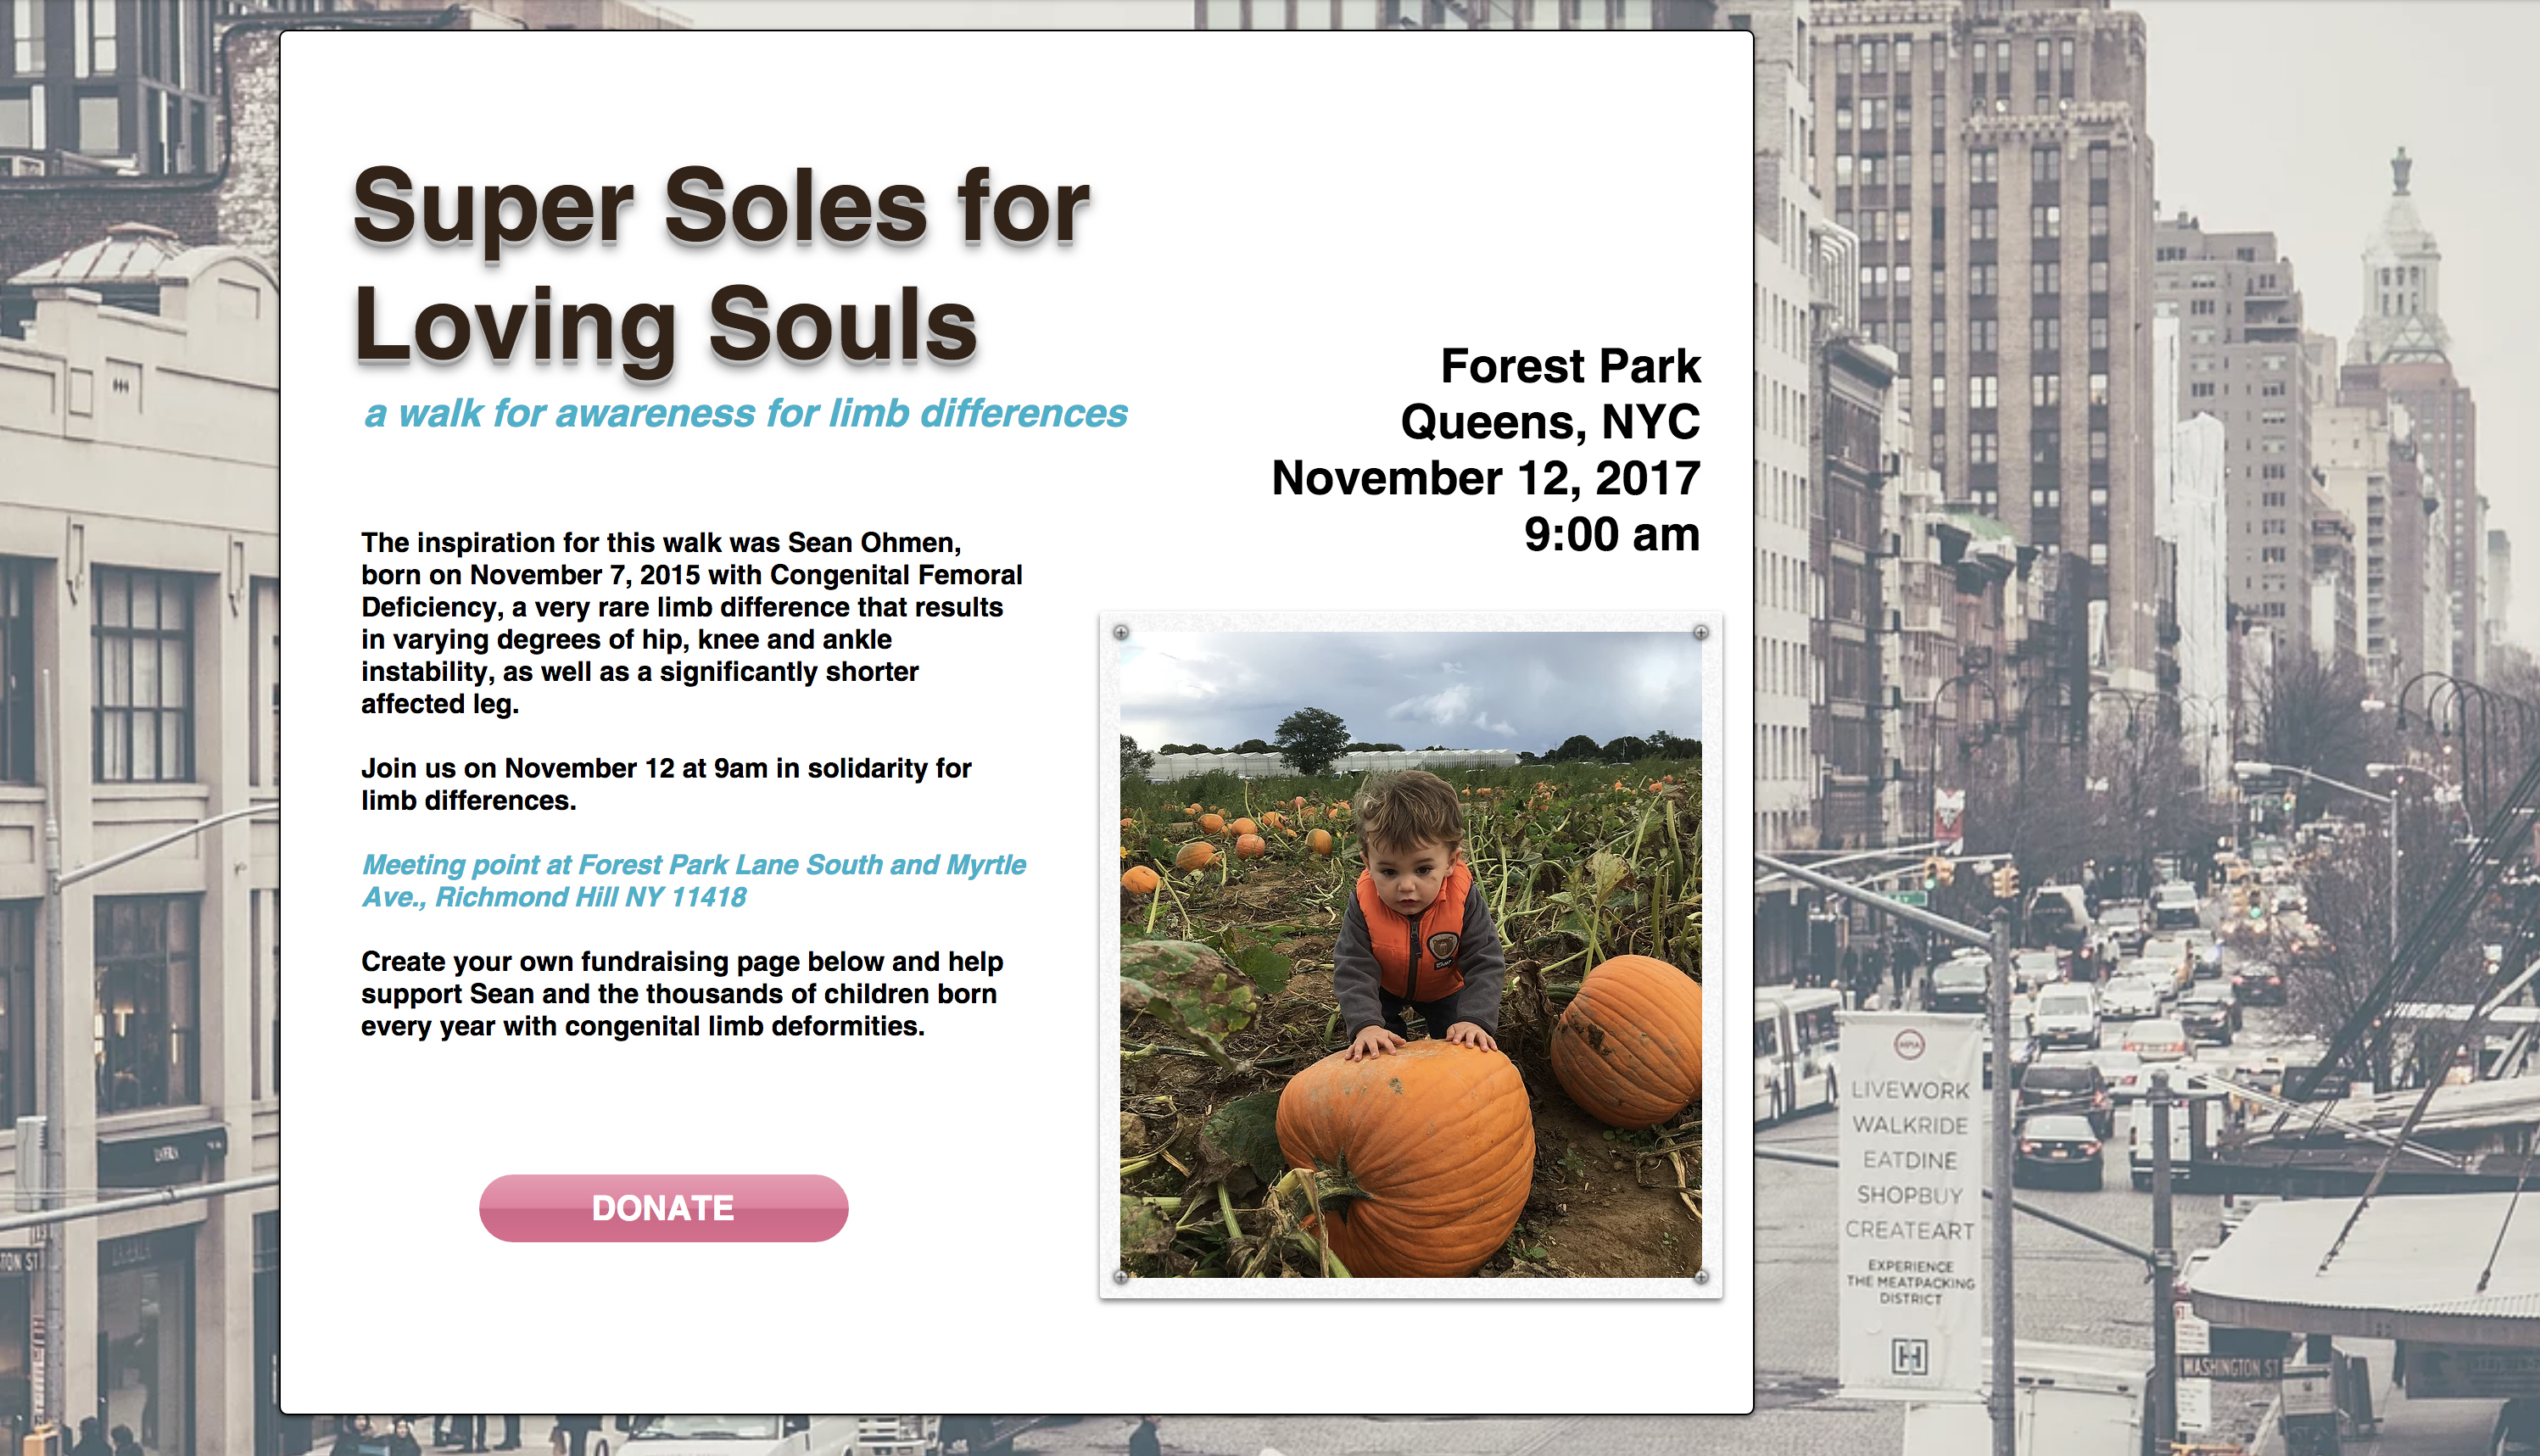 Super Soles for
Loving Souls
a walk for awareness for limb differences
Forest Park
Queens, NYC
November 12, 2017
9:00 am
The inspiration for this walk was Sean Ohmen,
born on November 7, 2015 with Congenital Femoral
Deficiency, a very rare limb difference that results
in varying degrees of hip, knee and ankle
instability, as well as a significantly shorter
affected leg.
Join us on November 12 at 9am in solidarity for
limb differences.
Meeting point at Forest Park Lane South and Myrtle
Ave., Richmond Hill NY 11418
Create your own fundraising page below and help
support Sean and the thousands of children born
every year with congenital limb deformities.
DONATE
LIVEWORK
WALKRIDE
EATDINE
SHOPBUY
CREATEART
EXPERIENCE
THE MEATPACKING
DISTRICT
WASHINGTON ST
TON ST